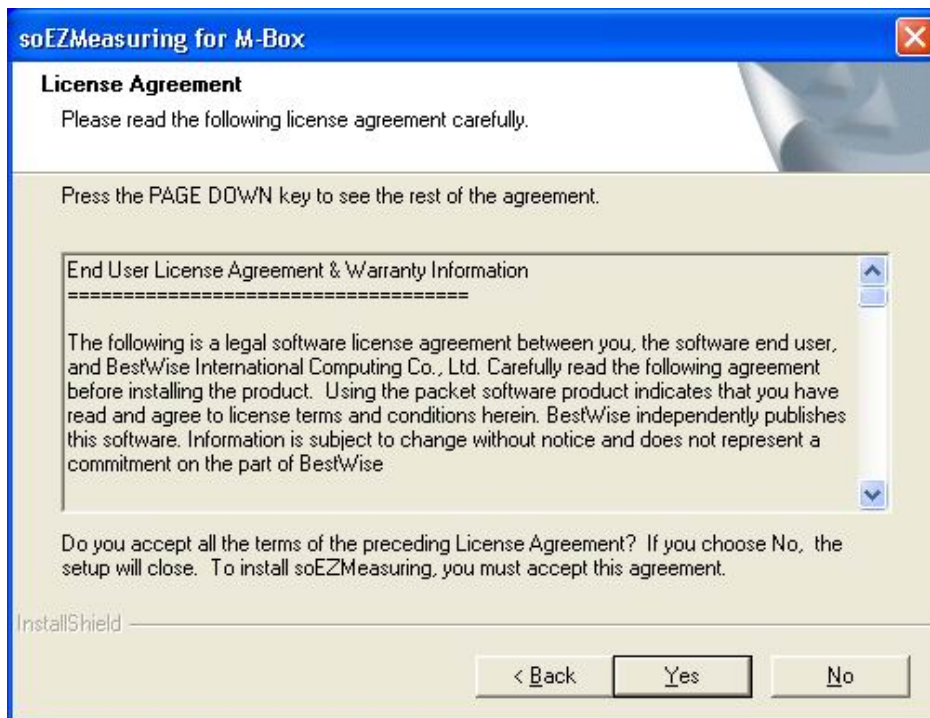 soEZMeasuring for M-Box
License Agreement
Please read the following license agreement carefully.
Press the PAGE DOWN key to see the rest of the agreement.
End User License Agreement & Warranty Information
====================================
The following is a legal software license agreement between you, the software end user,
and BestWise International Computing Co., Ltd. Carefully read the following agreement
before installing the product.  Using the packet software product indicates that you have
read and agree to license terms and conditions herein. BestWise independently publishes
this software. Information is subject to change without notice and does not represent a
commitment on the part of BestWise
Do you accept all the terms of the preceding License Agreement?  If you choose No,  the
setup will close.  To install soEZMeasuring, you must accept this agreement.
InstallShield
< Back
Yes
No